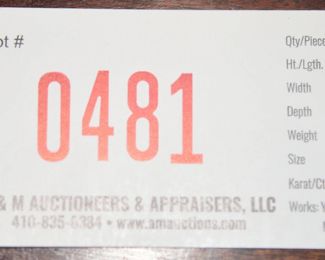 ot #
0481
& M AUCTIONEERS & APPRAISERS, LLC
410-835-0384 • www.amauctions.com
Qty/Piece
Ht./Lgth.
Width
Depth
Weight
Size
Karat/Ct
Works: Y